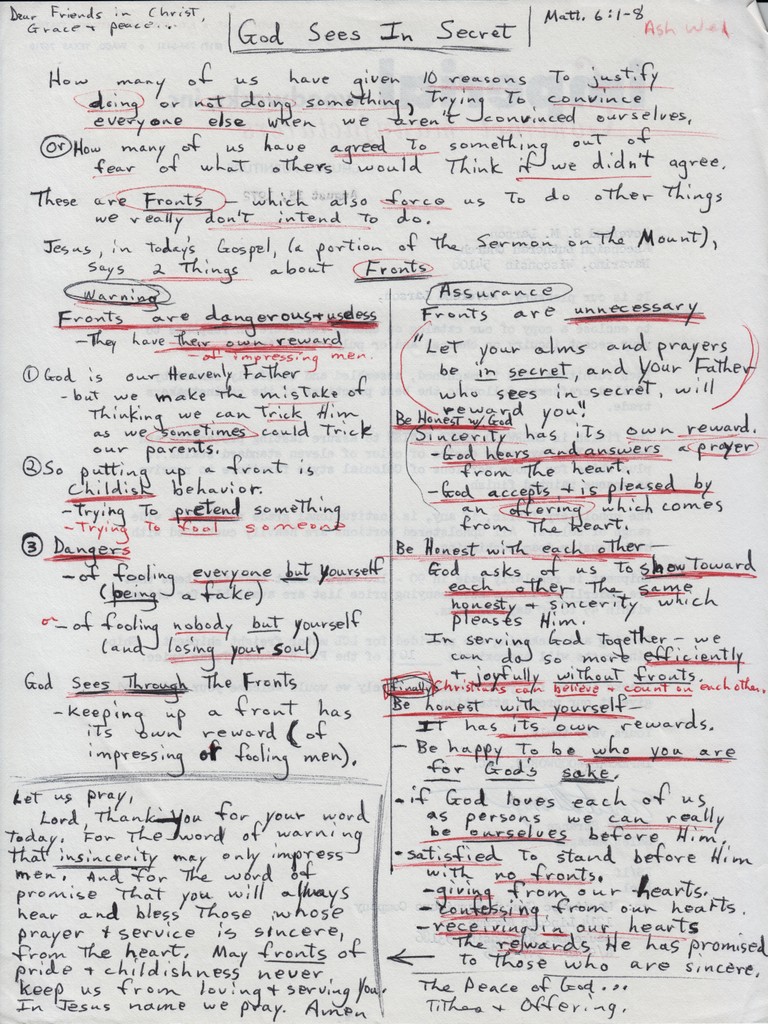 Dear Friends in Christ,
Grace + peace...
God Sees In Secret
Matt. 6:1-8
Ash Wed
How many of us have given 10 reasons To justify
doing or not doing something, Trying To convince
everyone else when we aren't convinced ourselves,
(or) How many of us have agreed To something out of
fear of what others would Think if we didn't agree.
These are Fronts - which also force us To do other Things
we really don't intend To do.
Jesus, in today's Gospel, (a portion of the Sermon on The Mount),
says 2 Things about Fronts
Warning
Fronts are dangerous + useless
- They have their own reward
- of impressing men.
① God is our Heavenly Father
- but we make The mistake of
Thinking we can Trick Him
as we sometimes could Trick
our parents.
② So putting up a front is
childish behavior.
- Trying To pretend something
- Trying To fool someone
③ Dangers
- of fooling everyone but yourself
(being a fake)
or - of fooling nobody but yourself
(and losing your soul)
God Sees Through The Fronts
- keeping up a front has
its own reward (of
impressing or fooling men).
Let us pray,
Lord, Thank You for your word
Today. For The word of warning
That insincerity may only impress
men. And for The word of
promise That you will always
hear and bless Those whose
prayer + service is sincere,
from The heart. May fronts of
pride + childishness never
keep us from loving + serving You.
In Jesus name we pray. Amen
Assurance
Fronts are unnecessary
"Let your alms and prayers
be in secret, and your Father
who sees in secret, will
reward you"
Be Honest w/ God
Sincerity has its own reward.
- God hears and answers a prayer
from The heart.
- God accepts + is pleased by
an offering which comes
from The heart.
Be Honest with each other -
God asks of us To show Toward
each other The same
honesty + sincerity which
pleases Him.
In serving God Together - we
can do so more efficiently
+ joyfully without fronts.
Finally Christians can believe + count on each other.
Be honest with yourself -
It has its own rewards.
- Be happy To be who you are
for God's sake.
- if God loves each of us
as persons we can really
be ourselves before Him,
- satisfied To stand before Him
with no fronts.
- giving from our hearts.
- confessing from our hearts.
- receiving in our hearts
The rewards He has promised
To Those who are sincere.
The Peace of God...
Tithes + Offering.